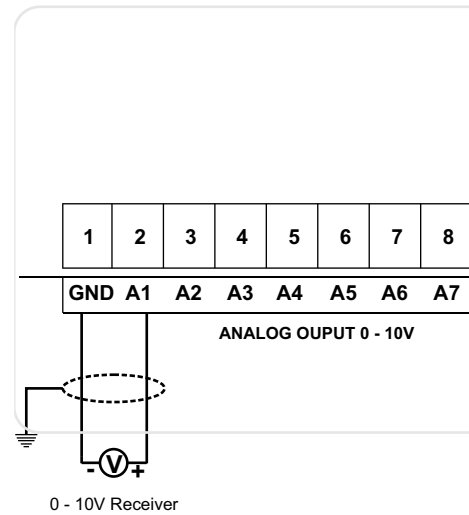 1 2 3 4 5 6 7 8
GND A1 A2 A3 A4 A5 A6 A7
ANALOG OUPUT 0 - 10V
- V +
0 - 10V Receiver